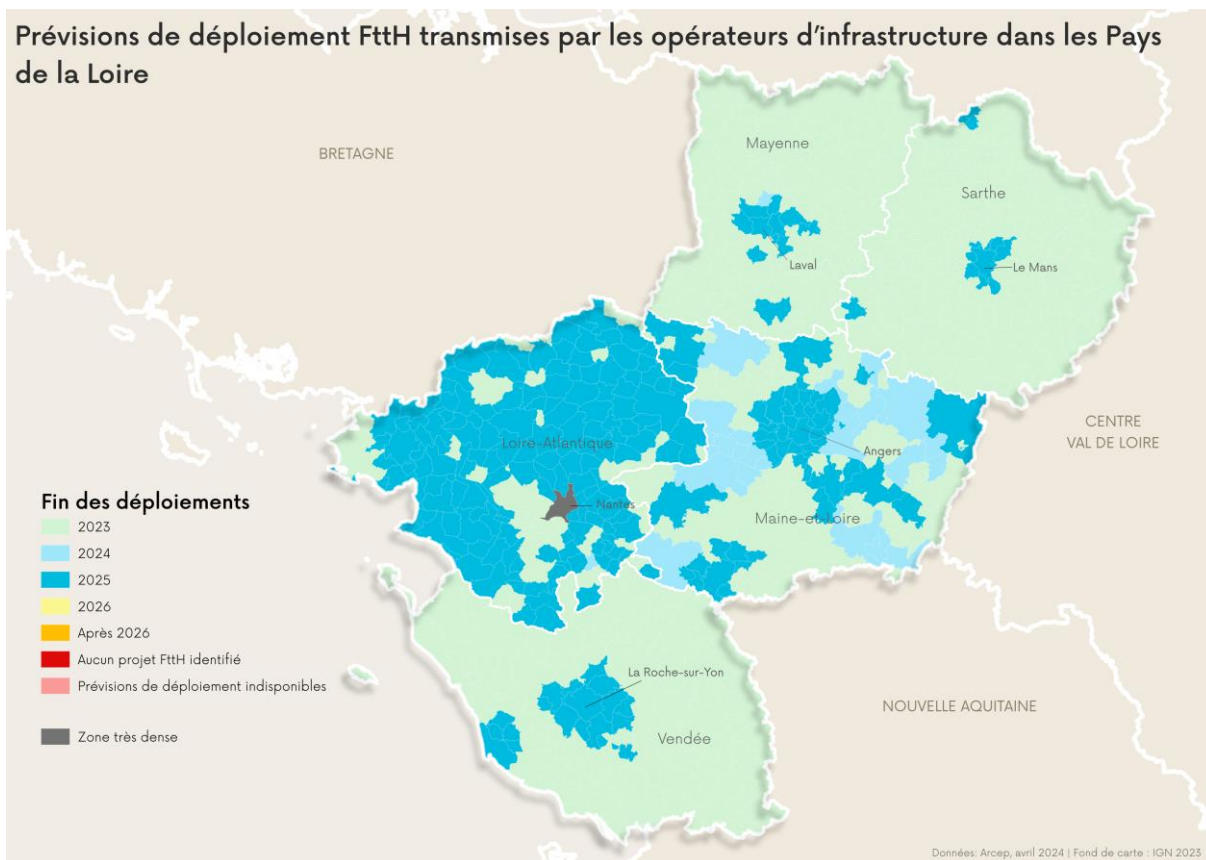 Prévisions de déploiement FttH transmises par les opérateurs d’infrastructure dans les Pays
de la Loire
BRETAGNE
Mayenne
Sarthe
Laval
Le Mans
CENTRE
VAL DE LOIRE
Loire-Atlantique
Angers
Nantes
Maine-et-Loire
Fin des déploiements
2023
2024
2025
2026
Après 2026
Aucun projet FttH identifié
Prévisions de déploiement indisponibles
Zone très dense
La Roche-sur-Yon
Vendée
NOUVELLE AQUITAINE
Données: Arcep, avril 2024 | Fond de carte : IGN 2023